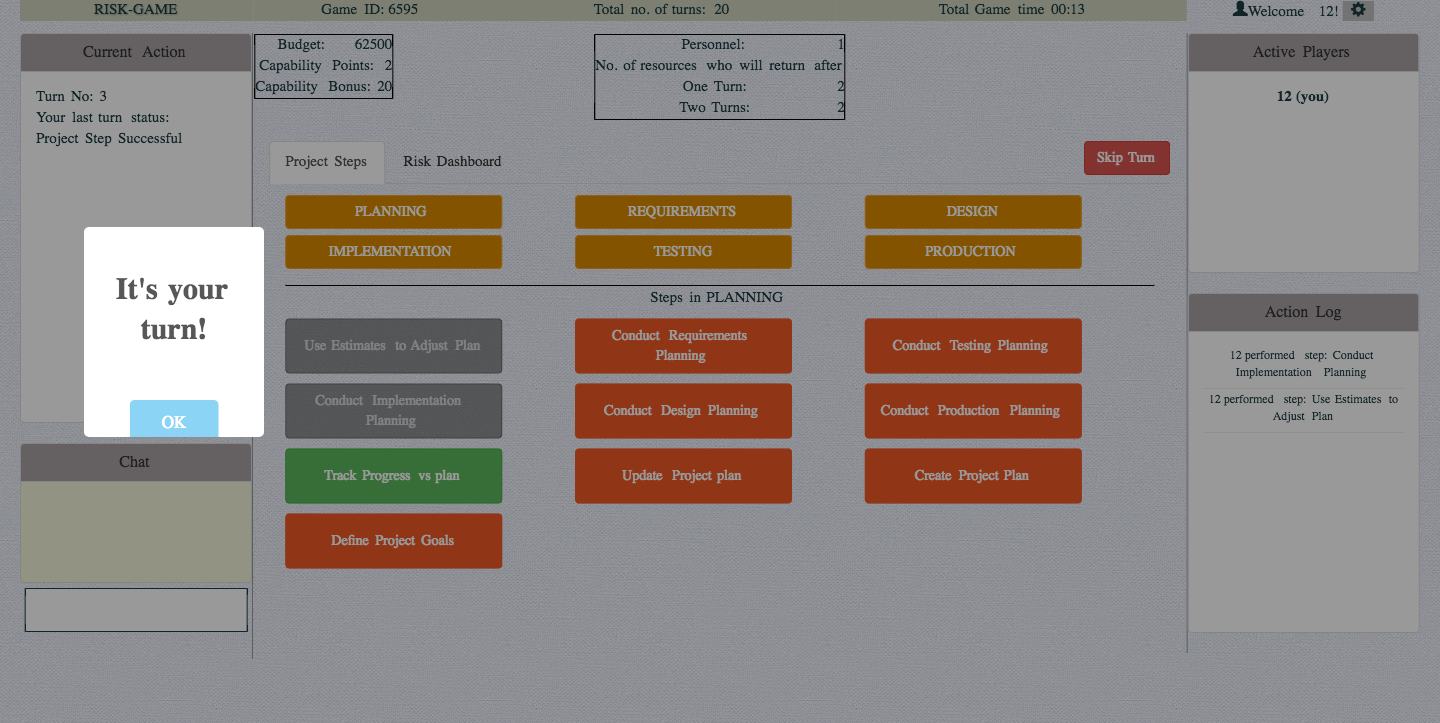 RISK-GAME Game ID: 6595 Total no. of turns: 20 Total Game time 00:13 Welcome 12!
Current Action
Turn No: 3
Your last turn status:
Project Step Successful
It's your
turn!
OK
Chat
Budget: 62500
Capability Points: 2
Capability Bonus: 20
Personnel: 1
No. of resources who will return after
One Turn: 2
Two Turns: 2
Project Steps Risk Dashboard Skip Turn
PLANNING REQUIREMENTS DESIGN
IMPLEMENTATION TESTING PRODUCTION
Steps in PLANNING
Use Estimates to Adjust Plan
Conduct Requirements
Planning
Conduct Testing Planning
Conduct Implementation
Planning
Conduct Design Planning
Conduct Production Planning
Track Progress vs plan
Update Project plan
Create Project Plan
Define Project Goals
Active Players
12 (you)
Action Log
12 performed step: Conduct
Implementation Planning
12 performed step: Use Estimates to
Adjust Plan